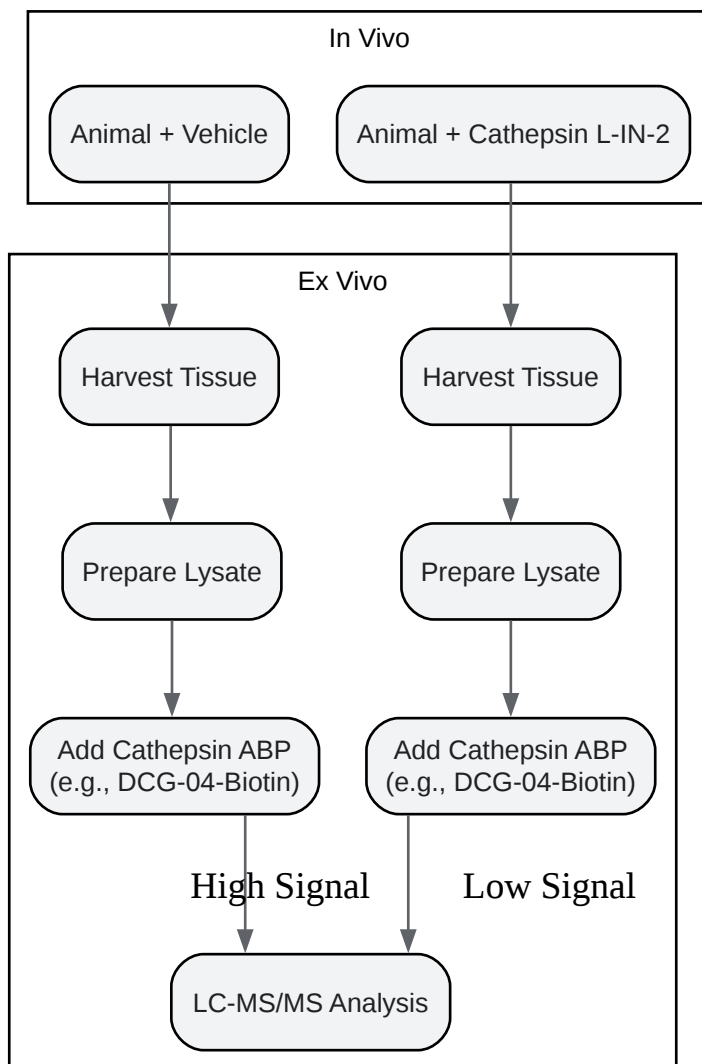 In Vivo
Animal + Vehicle
Animal + Cathepsin L-IN-2
Ex Vivo
Harvest Tissue
Harvest Tissue
Prepare Lysate
Prepare Lysate
Add Cathepsin ABP
(e.g., DCG-04-Biotin)
Add Cathepsin ABP
(e.g., DCG-04-Biotin)
High Signal
Low Signal
LC-MS/MS Analysis